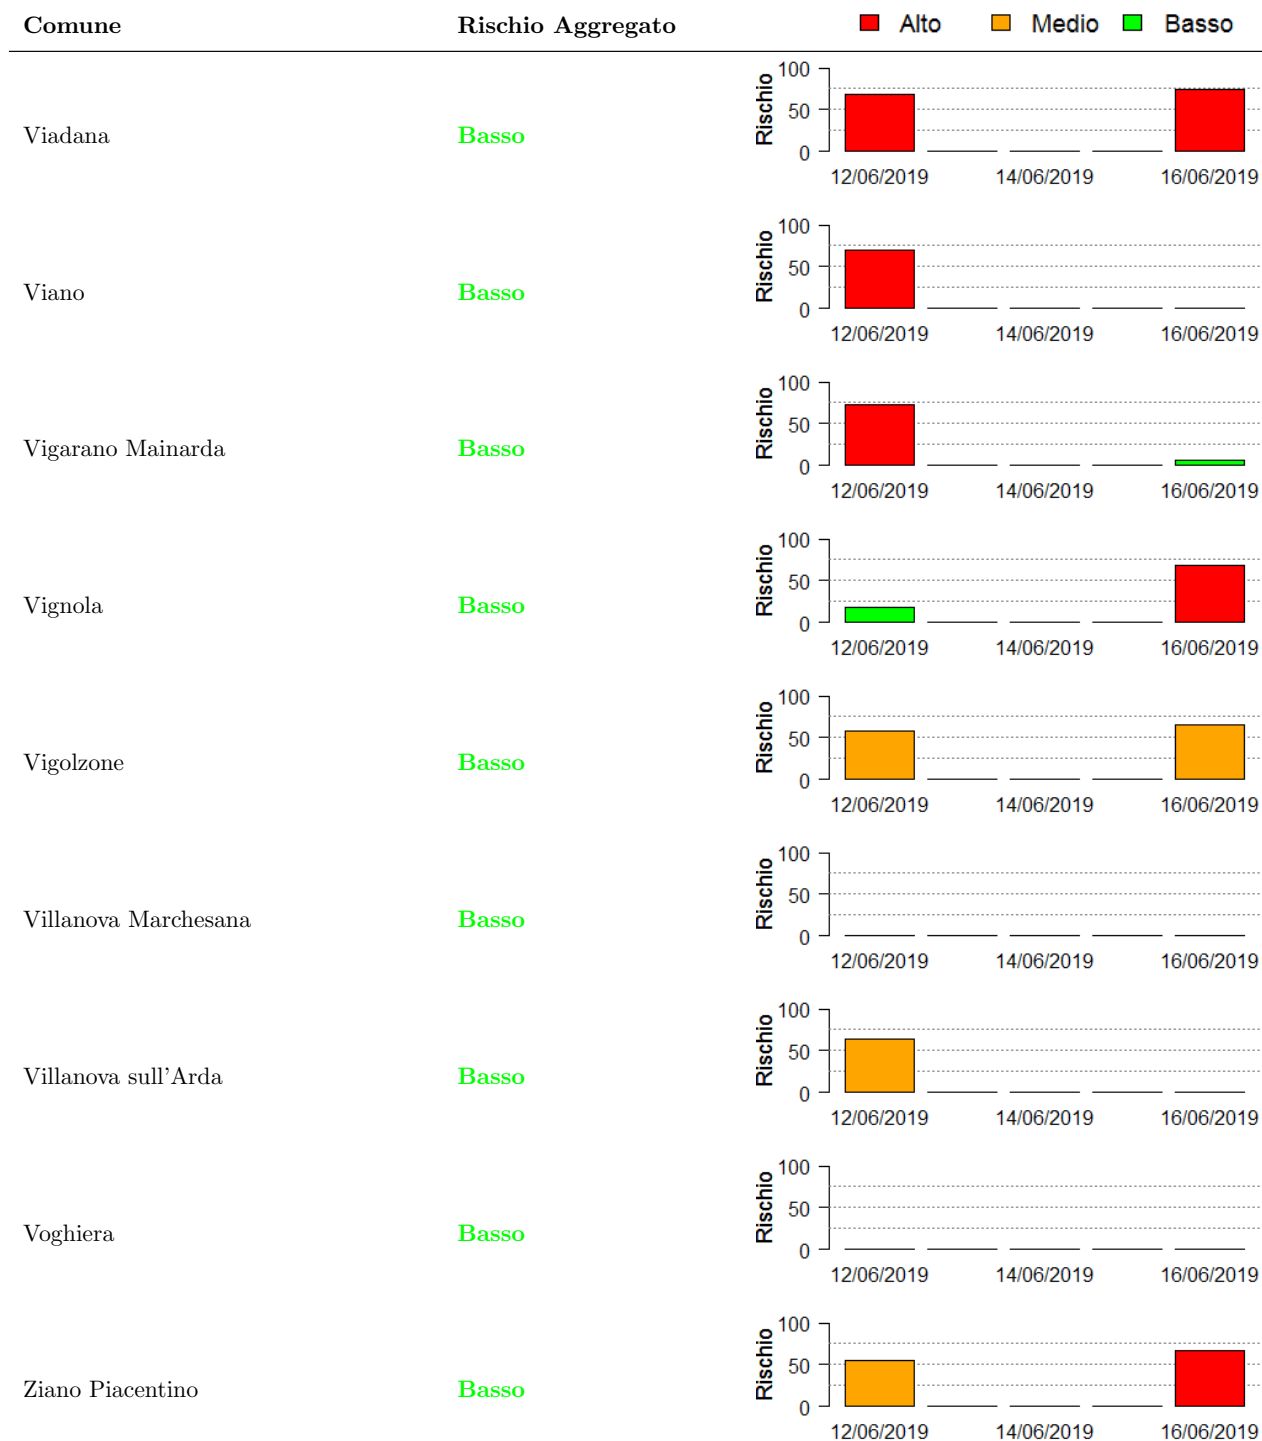 Comune Rischio Aggregato Alto Medio Basso
100
50
0
Rischio
Viadana Basso
12/06/2019 14/06/2019 16/06/2019
100
50
0
Rischio
Viano Basso
12/06/2019 14/06/2019 16/06/2019
100
50
0
Rischio
Vigarano Mainarda Basso
12/06/2019 14/06/2019 16/06/2019
100
50
0
Rischio
Vignola Basso
12/06/2019 14/06/2019 16/06/2019
100
50
0
Rischio
Vigolzone Basso
12/06/2019 14/06/2019 16/06/2019
100
50
0
Rischio
Villanova Marchesana Basso
12/06/2019 14/06/2019 16/06/2019
100
50
0
Rischio
Villanova sull'Arda Basso
12/06/2019 14/06/2019 16/06/2019
100
50
0
Rischio
Voghiera Basso
12/06/2019 14/06/2019 16/06/2019
100
50
0
Rischio
Ziano Piacentino Basso
12/06/2019 14/06/2019 16/06/2019